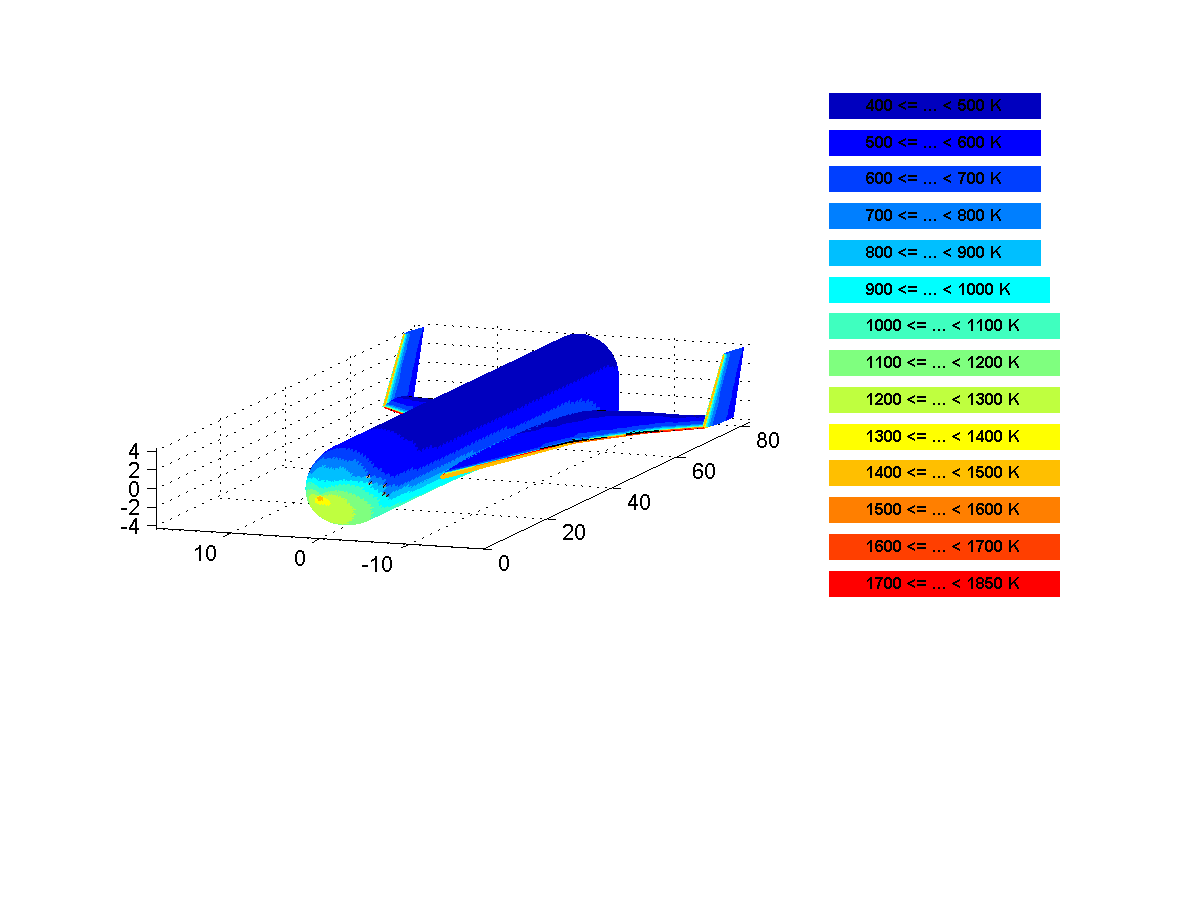 400 <= ... < 500 K
500 <= ... < 600 K
600 <= ... < 700 K
700 <= ... < 800 K
800 <= ... < 900 K
900 <= ... < 1000 K
1000 <= ... < 1100 K
1100 <= ... < 1200 K
1200 <= ... < 1300 K
1300 <= ... < 1400 K
1400 <= ... < 1500 K
1500 <= ... < 1600 K
1600 <= ... < 1700 K
1700 <= ... < 1850 K
4
2
0
-2
-4
10
0
-10
0
20
40
60
80